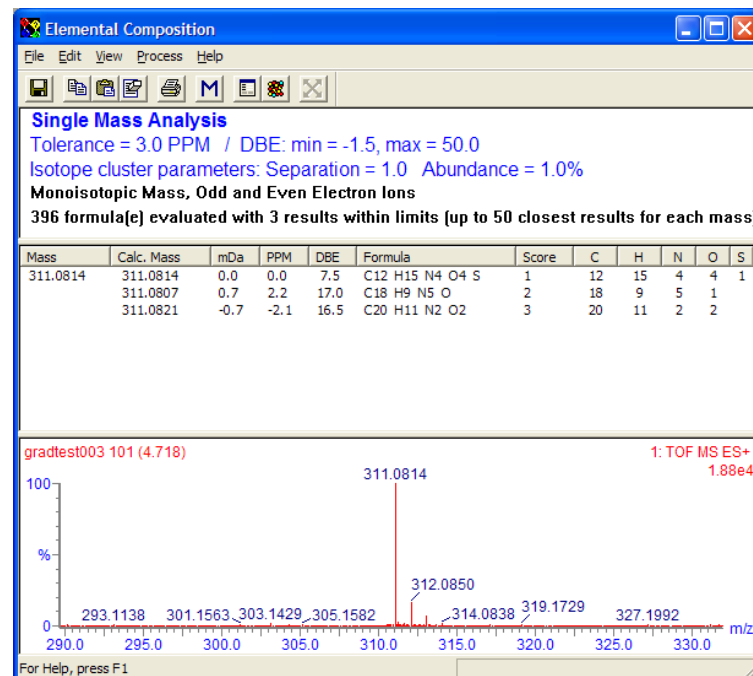 Elemental Composition
File Edit View Process Help
M
Single Mass Analysis
Tolerance = 3.0 PPM / DBE: min = -1.5, max = 50.0
Isotope cluster parameters: Separation = 1.0 Abundance = 1.0%
Monoisotopic Mass, Odd and Even Electron Ions
396 formula(e) evaluated with 3 results within limits (up to 50 closest results for each mass)
Mass Calc. Mass mDa PPM DBE Formula Score C H N O S
311.0814 311.0814 0.0 0.0 7.5 C12 H15 N4 O4 S 1 12 15 4 4 1
311.0807 0.7 2.2 17.0 C18 H9 N5 O 2 18 9 5 1
311.0821 -0.7 -2.1 16.5 C20 H11 N2 O2 3 20 11 2 2
gradtest003 101 (4.718) 1: TOF MS ES+
1.88e4
311.0814
100
%
312.0850
293.1138 301.1563 303.1429 305.1582 314.0838 319.1729 327.1992
0
m/z
290.0 295.0 300.0 305.0 310.0 315.0 320.0 325.0 330.0
For Help, press F1